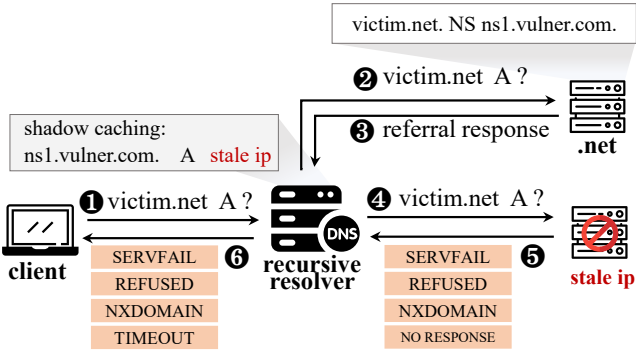 victim.net. NS ns1.vulner.com.
❷ victim.net A ?
❸ referral response
.net
shadow caching:
ns1.vulner.com. A stale ip
❶ victim.net A ?
❹ victim.net A ?
DNS
❻
❺
client
recursive
resolver
stale ip
SERVFAIL
REFUSED
NXDOMAIN
TIMEOUT
SERVFAIL
REFUSED
NXDOMAIN
NO RESPONSE